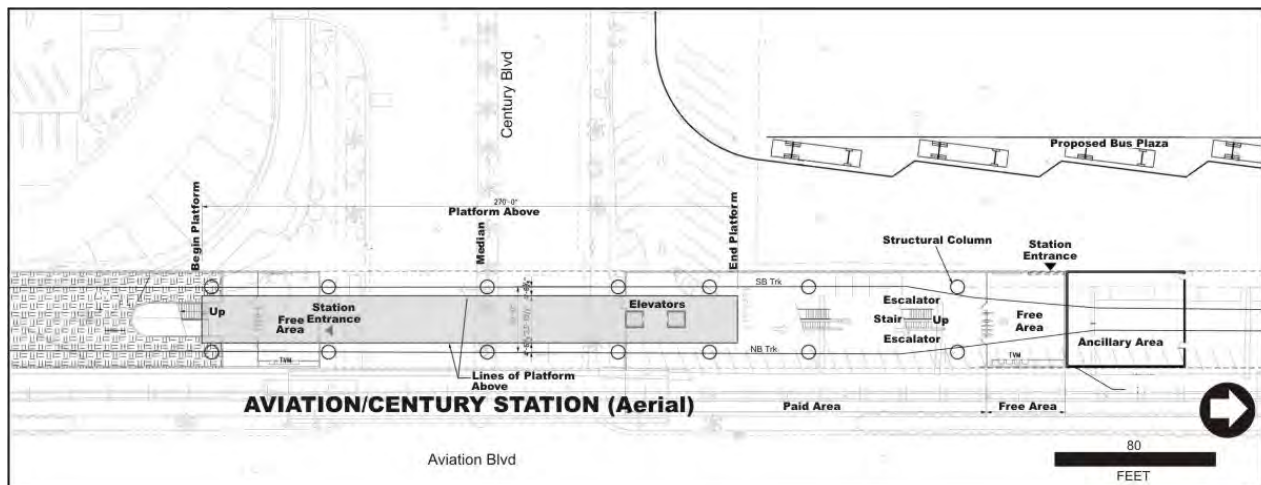 Century Blvd
Proposed Bus Plaza
270'-0"
Platform Above
Begin Platform
Median
End Platform
Structural Column
Station
Entrance
SB Trk
Up
Free
Area
Station
Entrance
Elevators
Escalator
Stair Up
Escalator
Free
Area
Ancillary Area
NB Trk
TVM
TVM
Lines of Platform
Above
AVIATION/CENTURY STATION (Aerial)
Paid Area
Free Area
Aviation Blvd
80
FEET